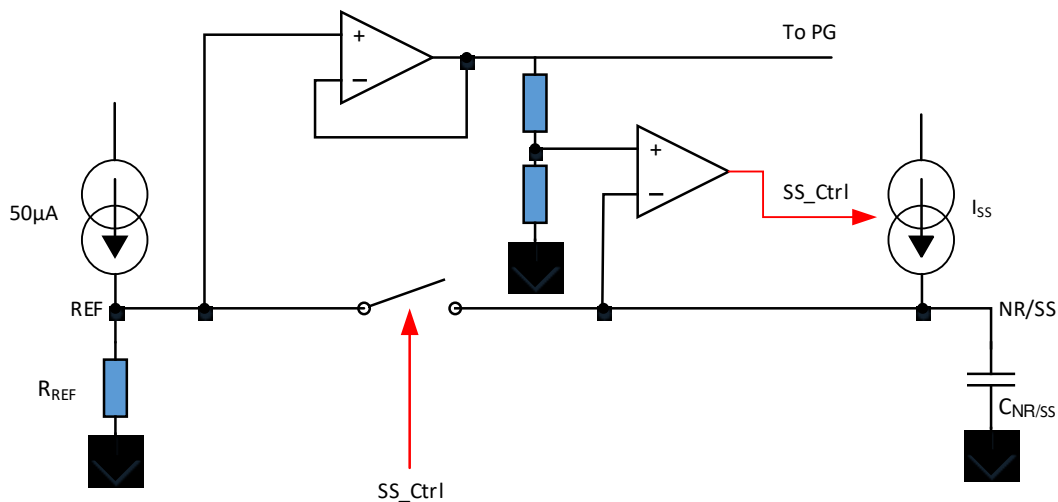 To PG
+
−
+
−
SS_Ctrl
50µA
I_SS
REF
NR/SS
R_REF
C_NR/SS
SS_Ctrl